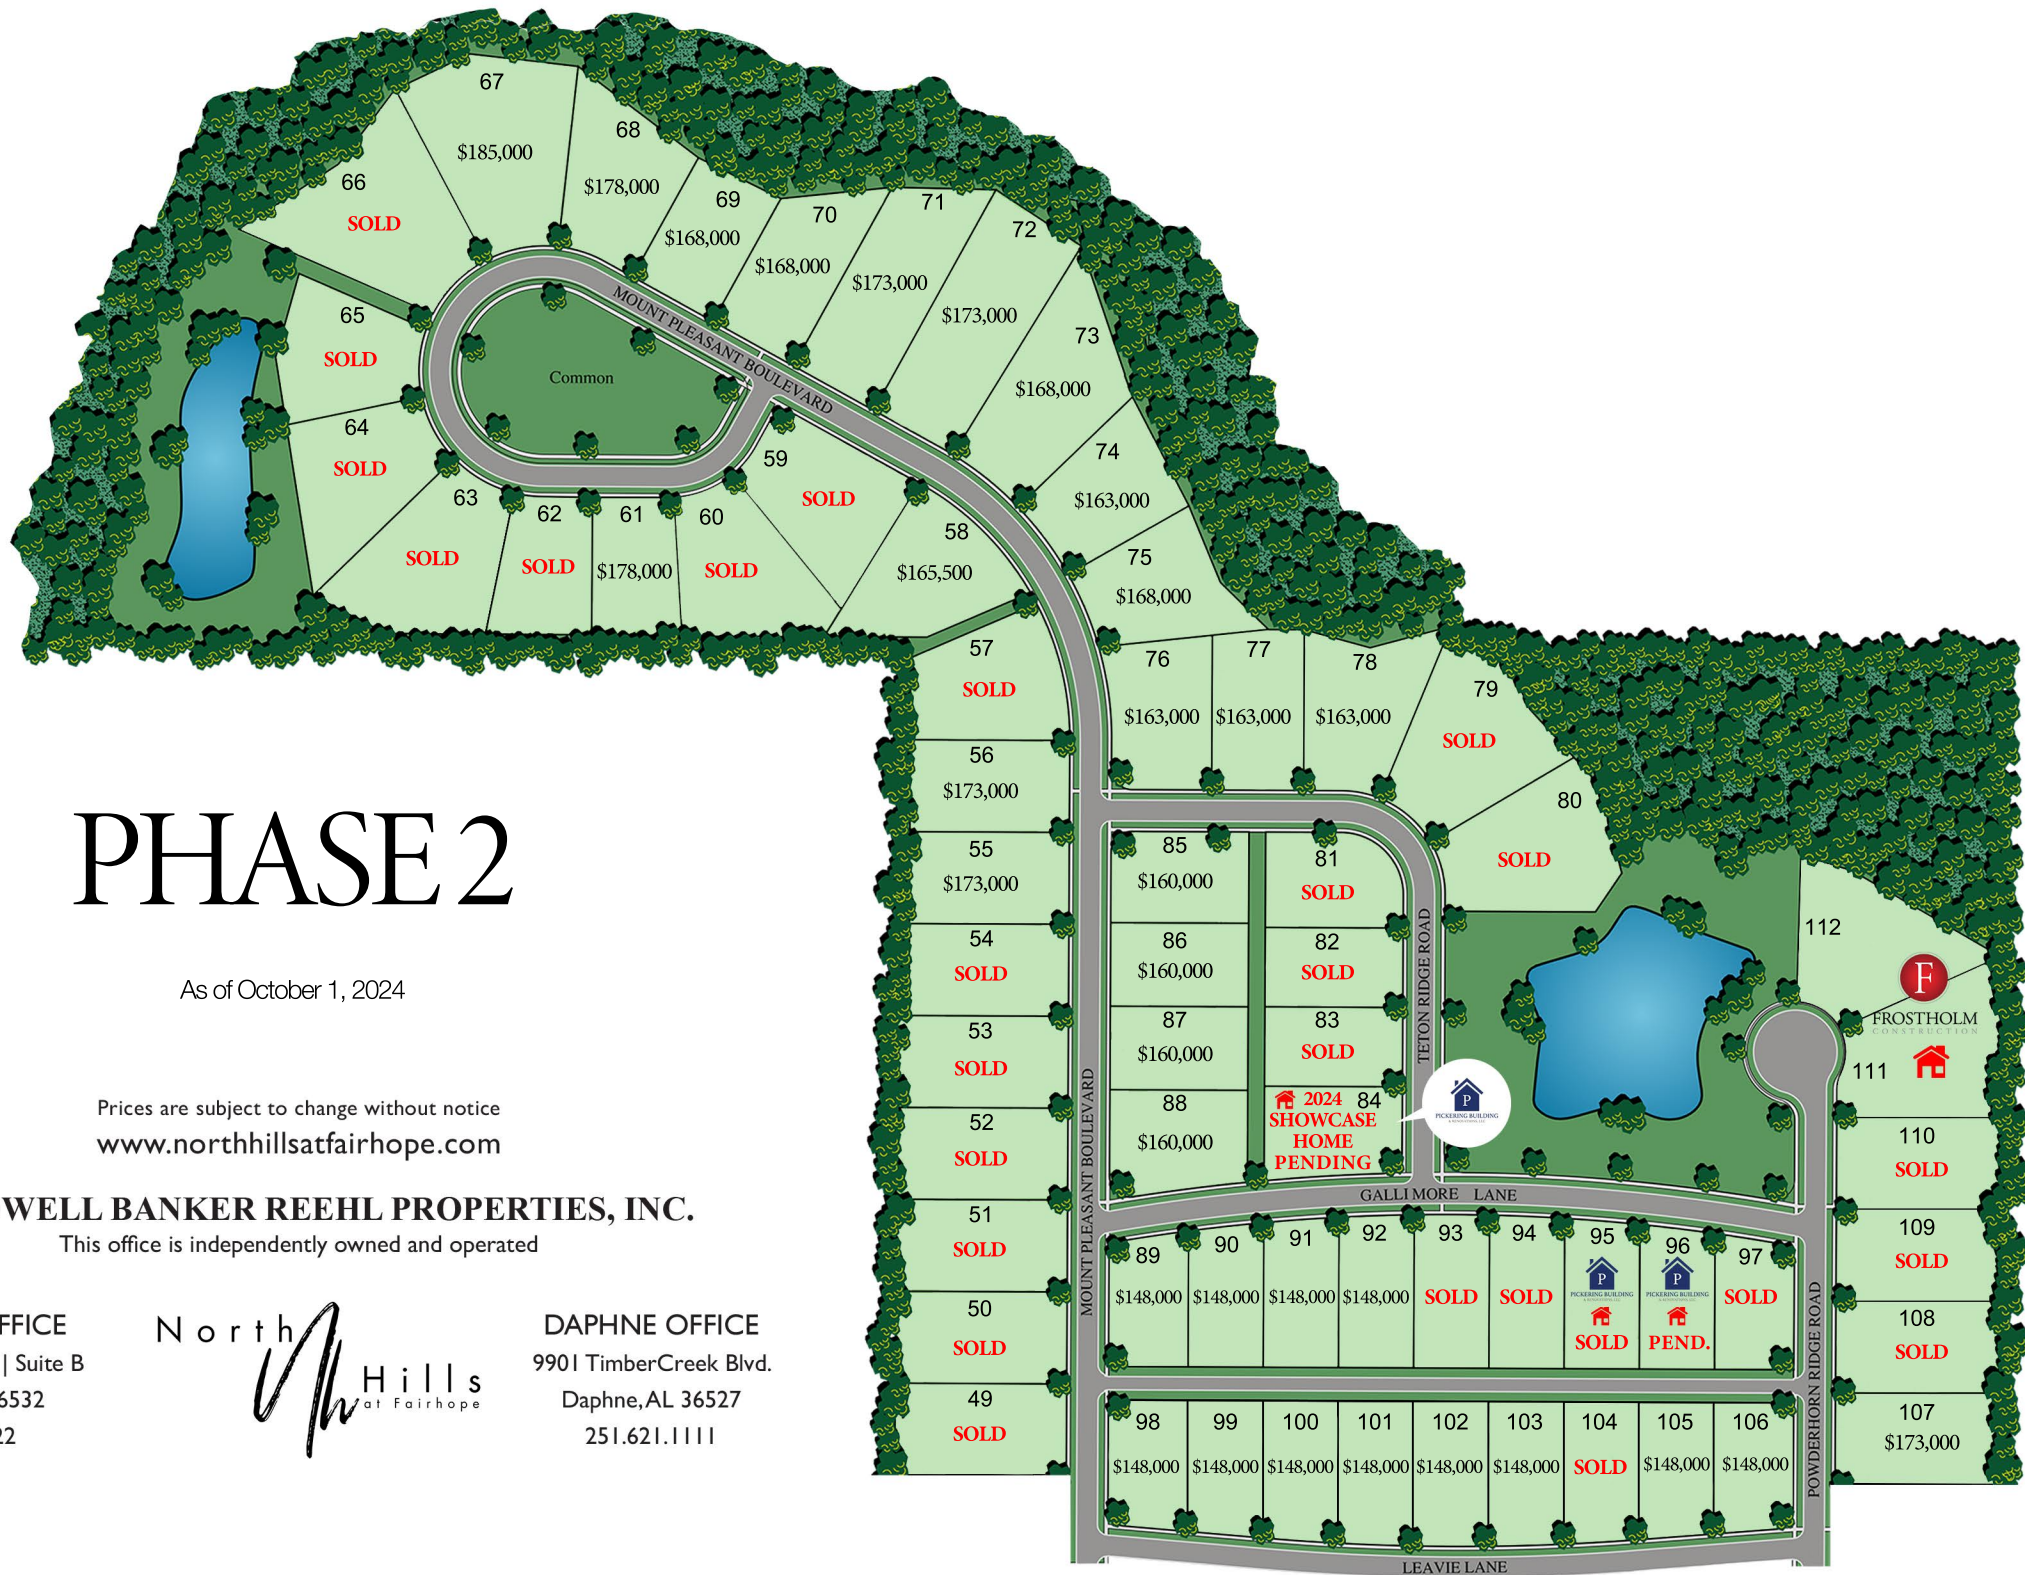 67
$185,000
68
$178,000
66
SOLD
69
$168,000
70
$168,000
71
$173,000
72
$173,000
73
$168,000
74
$163,000
75
$168,000
65
SOLD
64
SOLD
63
SOLD
62
SOLD
61
$178,000
60
SOLD
59
SOLD
58
$165,500
Common
MOUNT PLEASANT BOULEVARD
57
SOLD
56
$173,000
55
$173,000
54
SOLD
53
SOLD
52
SOLD
51
SOLD
50
SOLD
49
SOLD
MOUNT PLEASANT BOULEVARD
76
$163,000
77
$163,000
78
$163,000
79
SOLD
80
SOLD
85
$160,000
86
$160,000
87
$160,000
88
$160,000
81
SOLD
82
SOLD
83
SOLD
2024 84
SHOWCASE
HOME
PENDING
TETON RIDGE ROAD
P
PICKERING BUILDING
GALLIMORE LANE
112
F
FROSTHOLM
CONSTRUCTION
111
110
SOLD
109
SOLD
108
SOLD
107
$173,000
POWDERHORN RIDGE ROAD
89
$148,000
90
$148,000
91
$148,000
92
$148,000
93
SOLD
94
SOLD
95
P
PICKERING BUILDING
SOLD
96
P
PICKERING BUILDING
PEND.
97
SOLD
98
$148,000
99
$148,000
100
$148,000
101
$148,000
102
$148,000
103
$148,000
104
SOLD
105
$148,000
106
$148,000
LEAVIE LANE
PHASE 2
As of October 1, 2024
Prices are subject to change without notice
www.northhillsatfairhope.com
WELL BANKER REEHL PROPERTIES, INC.
This office is independently owned and operated
FFICE
| Suite B
6532
22
North
Hills
at Fairhope
DAPHNE OFFICE
9901 TimberCreek Blvd.
Daphne, AL 36527
251.621.1111